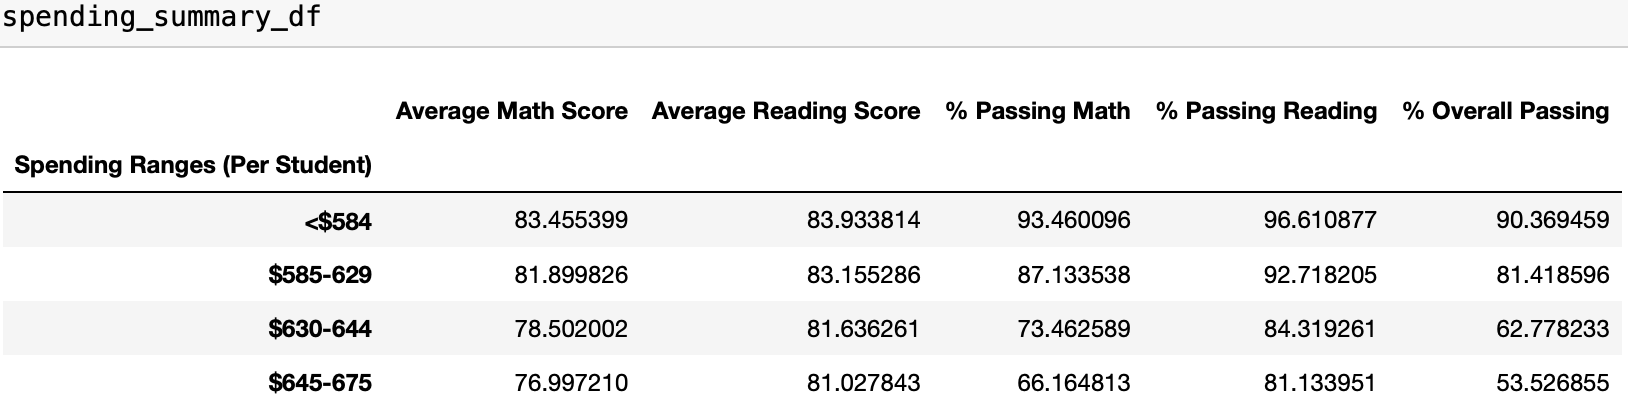 spending_summary_df
Average Math Score Average Reading Score % Passing Math % Passing Reading % Overall Passing
Spending Ranges (Per Student)
<$584 83.455399 83.933814 93.460096 96.610877 90.369459
$585-629 81.899826 83.155286 87.133538 92.718205 81.418596
$630-644 78.502002 81.636261 73.462589 84.319261 62.778233
$645-675 76.997210 81.027843 66.164813 81.133951 53.526855